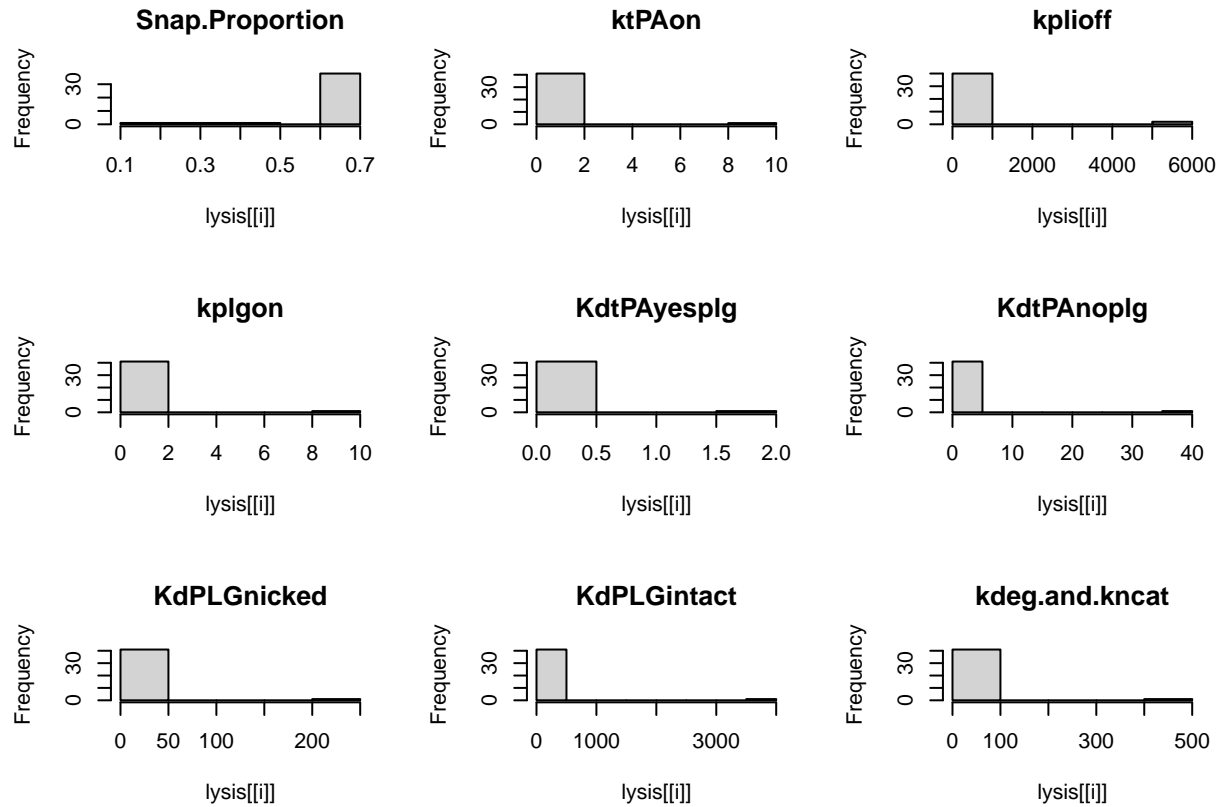 Snap.Proportion
Frequency
0 30
0.1 0.3 0.5 0.7
lysis[[i]]
ktPAon
Frequency
0 30
0 2 4 6 8 10
lysis[[i]]
kplioff
Frequency
0 30
0 2000 4000 6000
lysis[[i]]
kplgon
Frequency
0 30
0 2 4 6 8 10
lysis[[i]]
KdtPAyesplg
Frequency
0 30
0.0 0.5 1.0 1.5 2.0
lysis[[i]]
KdtPAnoplg
Frequency
0 30
0 10 20 30 40
lysis[[i]]
KdPLGnicked
Frequency
0 30
0 50 100 200
lysis[[i]]
KdPLGintact
Frequency
0 30
0 1000 3000
lysis[[i]]
kdeg.and.kncat
Frequency
0 30
0 100 300 500
lysis[[i]]